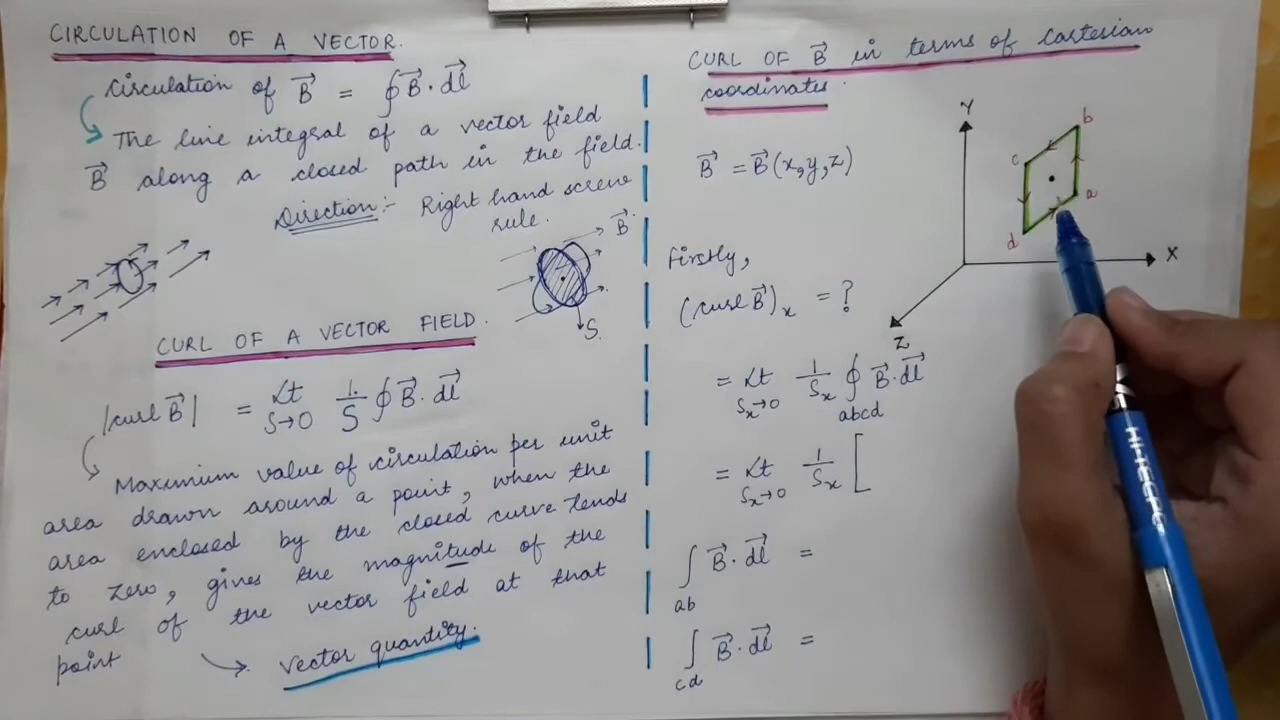 CIRCULATION OF A VECTOR.
Circulation of B⃗ = ∮ B⃗ · dl⃗
The line integral of a vector field
B⃗ along a closed path in the field.
Direction:- Right hand screw
rule.
B⃗
S.
CURL OF A VECTOR FIELD.
|curl B⃗| = Lt S→0 1/S ∮ B⃗ · dl⃗
Maximum value of circulation per unit
area drawn around a point, when the
area enclosed by the closed curve tends
to zero, gives the magnitude of the
curl of the vector field at that
point
Vector quantity.
CURL OF B⃗ in terms of Cartesian
coordinates.
B⃗ = B⃗(x,y,z)
Y
b
c
a
d
X
Z
Firstly,
(curl B⃗)x = ?
= Lt Sx→0 1/Sx ∮abcd B⃗ · dl⃗
= Lt Sx→0 1/Sx [
∫ab B⃗ · dl⃗ =
∫cd B⃗ · dl⃗ =
HI-TECPC